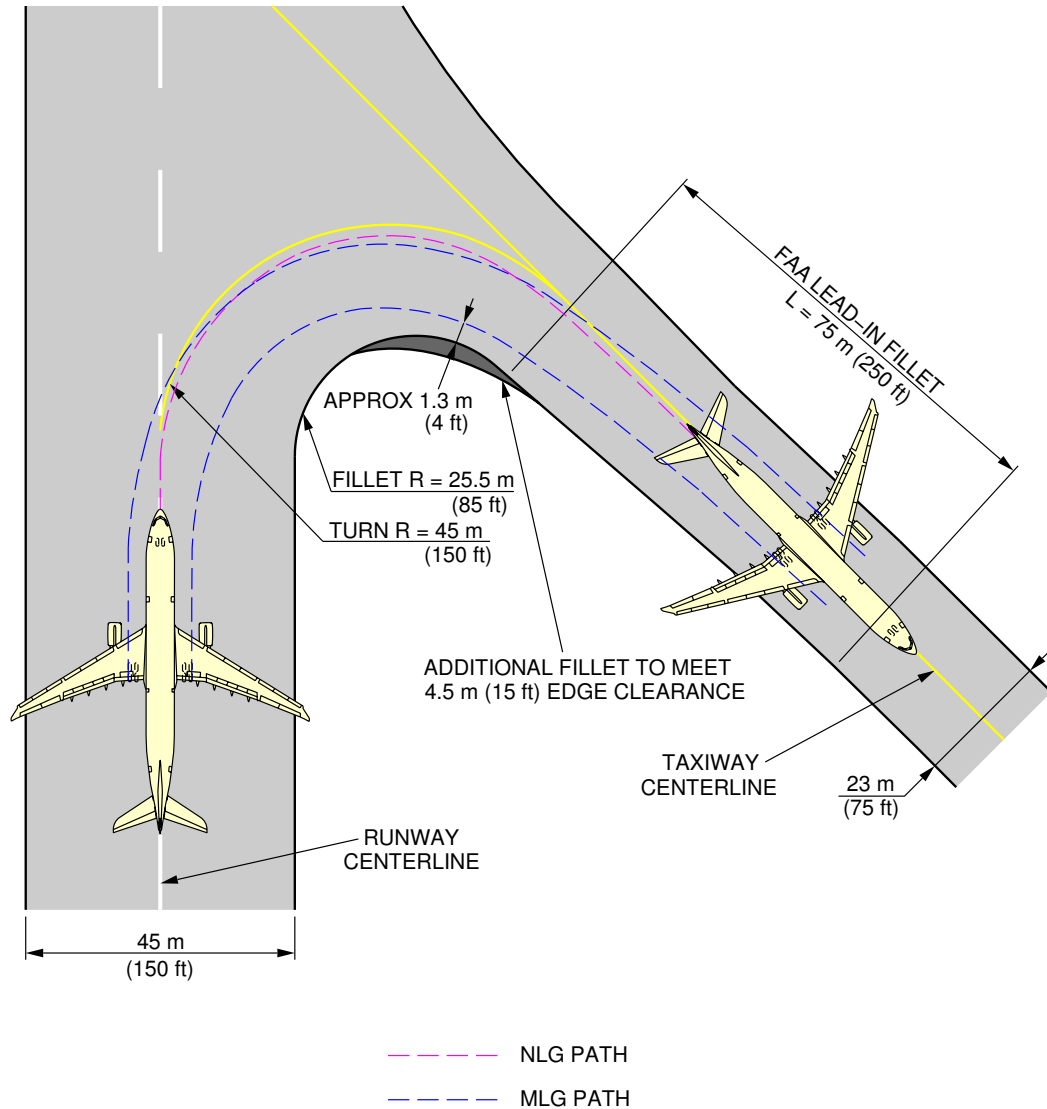 FAA LEAD–IN FILLET
L = 75 m (250 ft)
APPROX 1.3 m
(4 ft)
FILLET R = 25.5 m
(85 ft)
TURN R = 45 m
(150 ft)
ADDITIONAL FILLET TO MEET
4.5 m (15 ft) EDGE CLEARANCE
TAXIWAY
CENTERLINE
23 m
(75 ft)
RUNWAY
CENTERLINE
45 m
(150 ft)
NLG PATH
MLG PATH